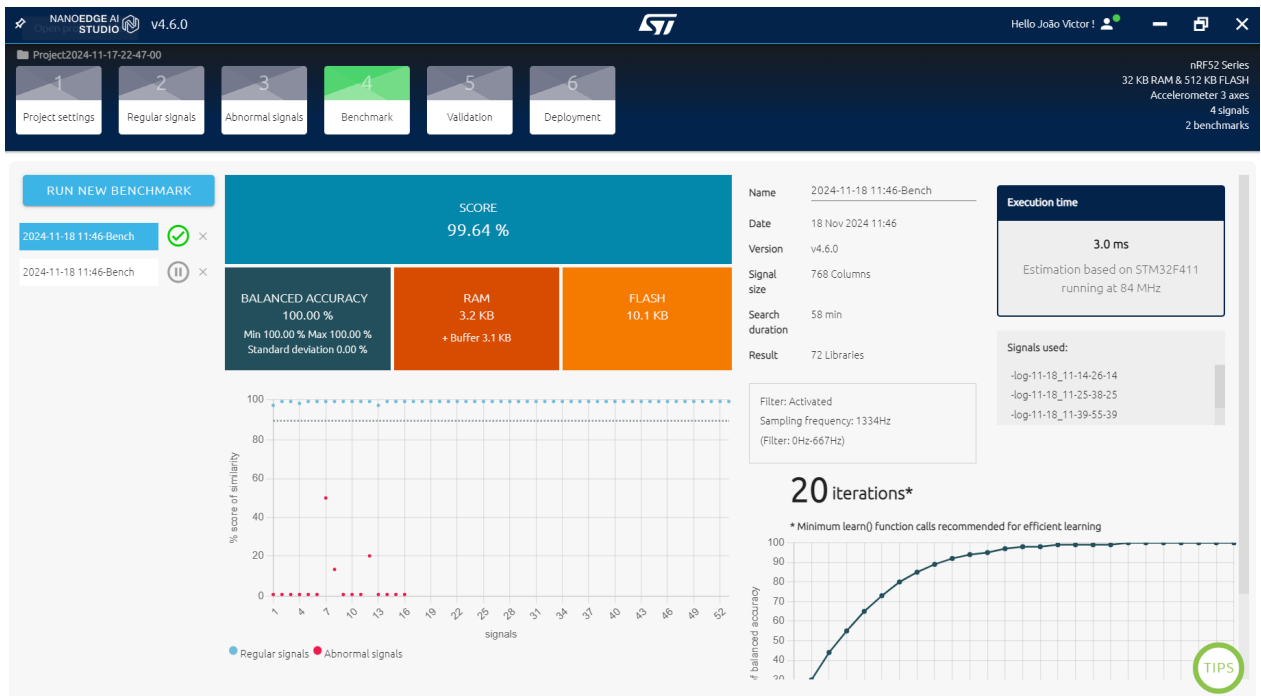 NANOEDGE AI
STUDIO
v4.6.0
Hello João Victor !
Project2024-11-17-22-47-00
1
Project settings
2
Regular signals
3
Abnormal signals
4
Benchmark
5
Validation
6
Deployment
nRF52 Series
32 KB RAM & 512 KB FLASH
Accelerometer 3 axes
4 signals
2 benchmarks
RUN NEW BENCHMARK
2024-11-18 11:46-Bench
2024-11-18 11:46-Bench
SCORE
99.64 %
BALANCED ACCURACY
100.00 %
Min 100.00 % Max 100.00 %
Standard deviation 0.00 %
RAM
3.2 KB
+ Buffer 3.1 KB
FLASH
10.1 KB
100
80
60
40
20
0
% score of similarity
1 4 7 10 13 16 19 22 25 28 31 34 37 40 43 46 49 52
signals
Regular signals Abnormal signals
Name 2024-11-18 11:46-Bench
Date 18 Nov 2024 11:46
Version v4.6.0
Signal size 768 Columns
Search duration 58 min
Result 72 Libraries
Filter: Activated
Sampling frequency: 1334Hz
(Filter: 0Hz-667Hz)
Execution time
3.0 ms
Estimation based on STM32F411
running at 84 MHz
Signals used:
-log-11-18_11-14-26-14
-log-11-18_11-25-38-25
-log-11-18_11-39-55-39
20 iterations*
* Minimum learn() function calls recommended for efficient learning
100
90
80
70
60
50
40
of balanced accuracy
TIPS